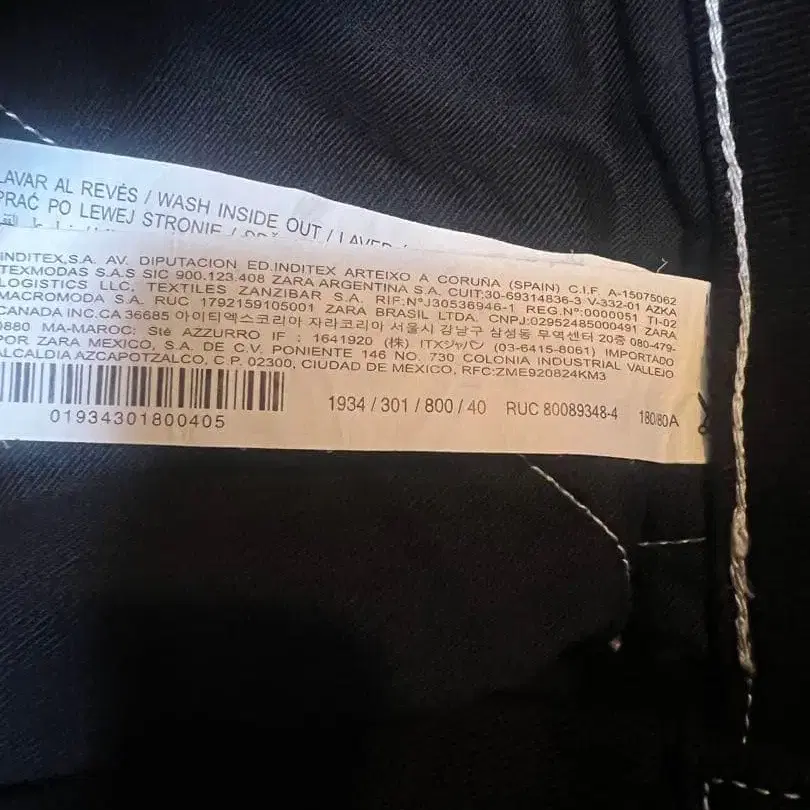 LAVAR AL REVÉS / WASH INSIDE OUT / LAVER /
PRAĆ PO LEWEJ STRONIE /
INDITEX,S.A. AV. DIPUTACION ED.INDITEX ARTEIXO A CORUÑA (SPAIN) C.I.F. A-15075062
TEXMODAS S.A.S SIC 900.123.408 ZARA ARGENTINA S.A. CUIT:30-69314836-3 V-332-01 AZKA
LOGISTICS LLC. TEXTILES ZANZIBAR S.A. RIF:N°J30536946-1 REG.Nº:0000051 TI-02
MACROMODA S.A. RUC 1792159105001 ZARA BRASIL LTDA. CNPJ:02952485000491 ZARA
CANADA INC.CA 36685 아이티엑스코리아 자라코리아 서울시 강남구 삼성동 무역센터 20층 080-479-
0880 MA-MAROC: Sté AZZURRO IF : 1641920 (株) ITXジャパン (03-6415-8061) IMPORTADO
POR ZARA MEXICO, S.A. DE C.V. PONIENTE 146 NO. 730 COLONIA INDUSTRIAL VALLEJO
ALCALDIA AZCAPOTZALCO, C.P. 02300, CIUDAD DE MEXICO, RFC:ZME920824KM3
01934301800405
1934 / 301 / 800 / 40 RUC 80089348-4 180/80A